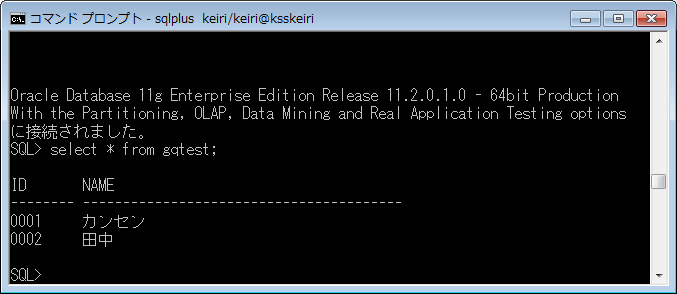 コマンド プロンプト - sqlplus keiri/keiri@ksskeiri
Oracle Database 11g Enterprise Edition Release 11.2.0.1.0 - 64bit Production
With the Partitioning, OLAP, Data Mining and Real Application Testing options
に接続されました。
SQL> select * from gqtest;
ID NAME
-------- ----------------------------------------
0001 カンセン
0002 田中
SQL>